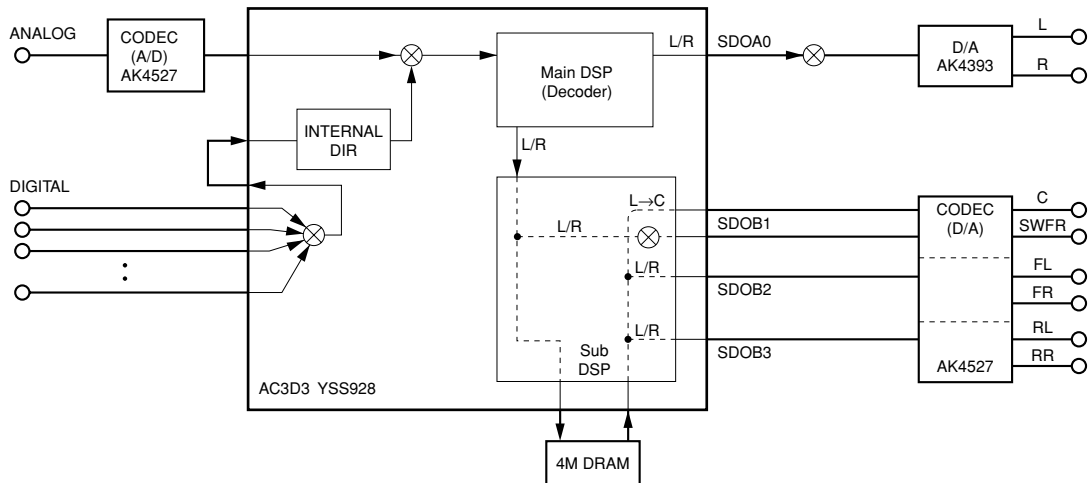 ANALOG
CODEC
(A/D)
AK4527
L/R
SDOA0
D/A
AK4393
L
R
Main DSP
(Decoder)
INTERNAL
DIR
L/R
DIGITAL
L→C
L/R
SDOB1
CODEC
(D/A)
C
SWFR
L/R
SDOB2
FL
FR
L/R
SDOB3
RL
RR
Sub
DSP
AK4527
AC3D3 YSS928
4M DRAM